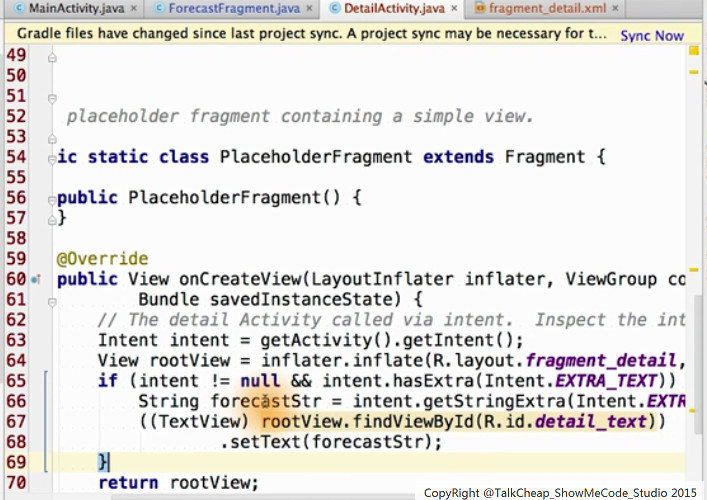 MainActivity.java × ForecastFragment.java × DetailActivity.java × fragment_detail.xml ×
Gradle files have changed since last project sync. A project sync may be necessary for t... Sync Now
49
50
51
52 placeholder fragment containing a simple view.
53
54 ic static class PlaceholderFragment extends Fragment {
55
56 public PlaceholderFragment() {
57 }
58
59 @Override
60 public View onCreateView(LayoutInflater inflater, ViewGroup co
61 Bundle savedInstanceState) {
62 // The detail Activity called via intent.  Inspect the int
63 Intent intent = getActivity().getIntent();
64 View rootView = inflater.inflate(R.layout.fragment_detail,
65 if (intent != null && intent.hasExtra(Intent.EXTRA_TEXT))
66 String forecastStr = intent.getStringExtra(Intent.EXTR
67 ((TextView) rootView.findViewById(R.id.detail_text))
68 .setText(forecastStr);
69 }
70 return rootView;
CopyRight @TalkCheap_ShowMeCode_Studio 2015